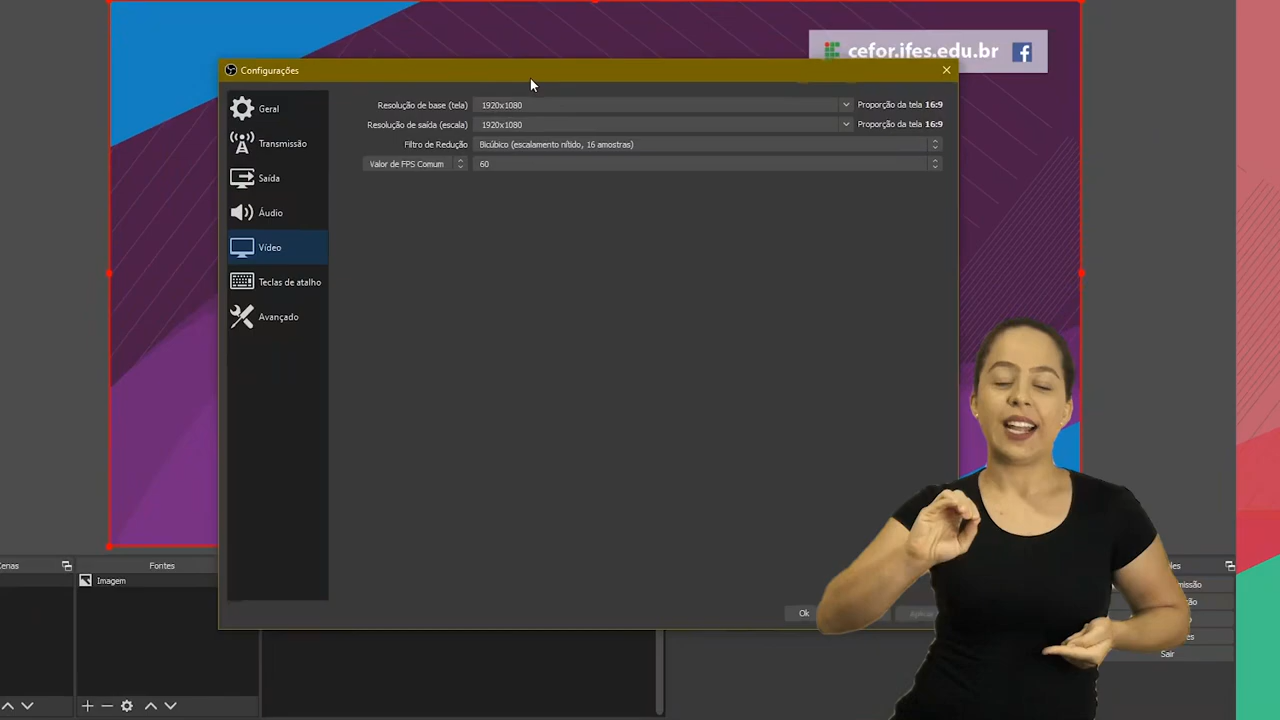 cefor.ifes.edu.br
Configurações
Geral
Transmissão
Saída
Áudio
Vídeo
Teclas de atalho
Avançado
Resolução de base (tela) 1920x1080 Proporção da tela 16:9
Resolução de saída (escala) 1920x1080 Proporção da tela 16:9
Filtro de Redução Bicúbico (escalamento nítido, 16 amostras)
Valor de FPS Comum 60
Ok
Fontes
Imagem
Sair